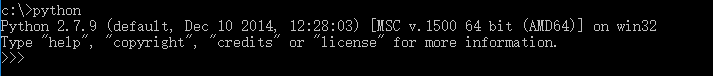 c:\>python
Python 2.7.9 (default, Dec 10 2014, 12:28:03) [MSC v.1500 64 bit (AMD64)] on win32
Type "help", "copyright", "credits" or "license" for more information.
>>>